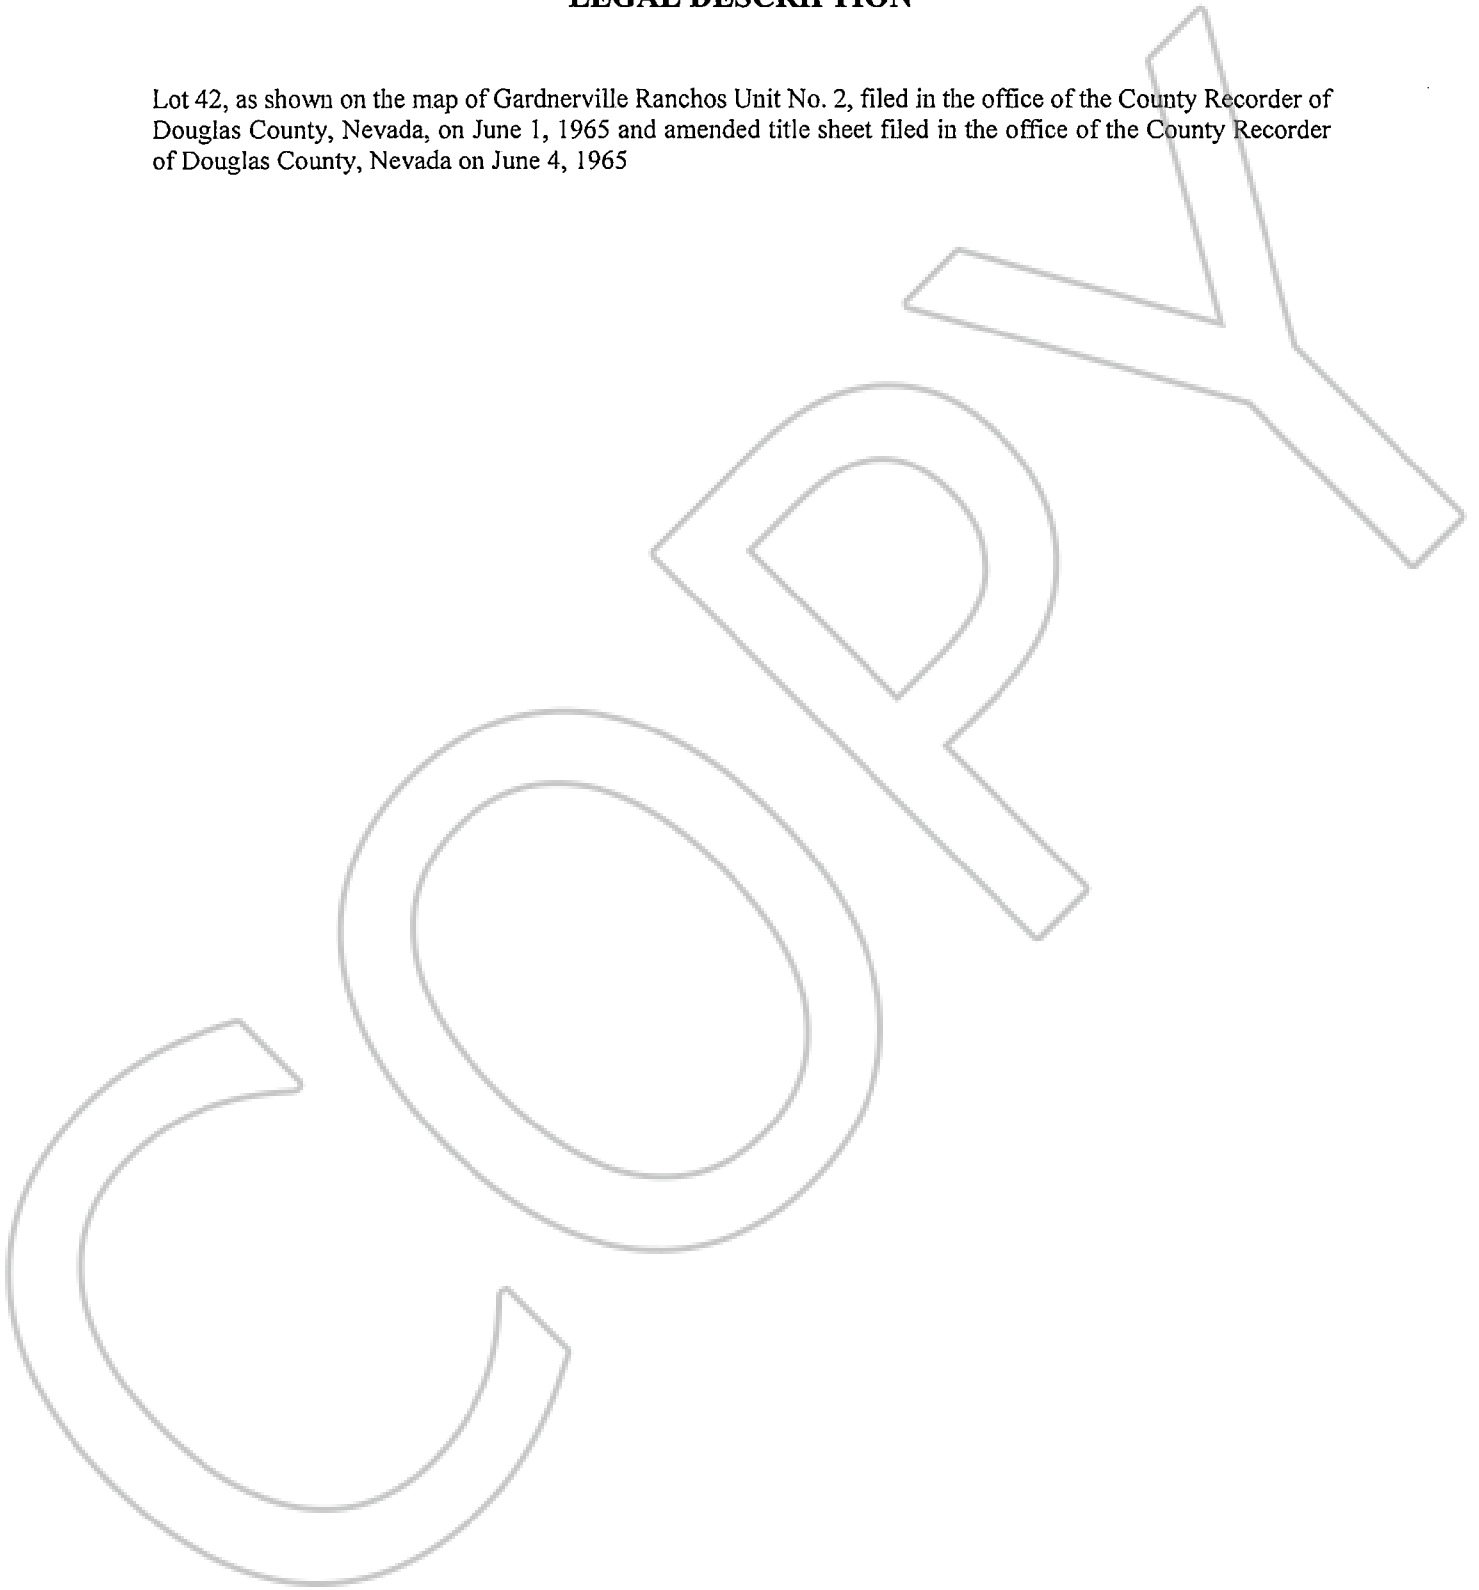 LEGAL DESCRIPTION
Lot 42, as shown on the map of Gardnerville Ranchos Unit No. 2, filed in the office of the County Recorder of
Douglas County, Nevada, on June 1, 1965 and amended title sheet filed in the office of the County Recorder
of Douglas County, Nevada on June 4, 1965
COPY